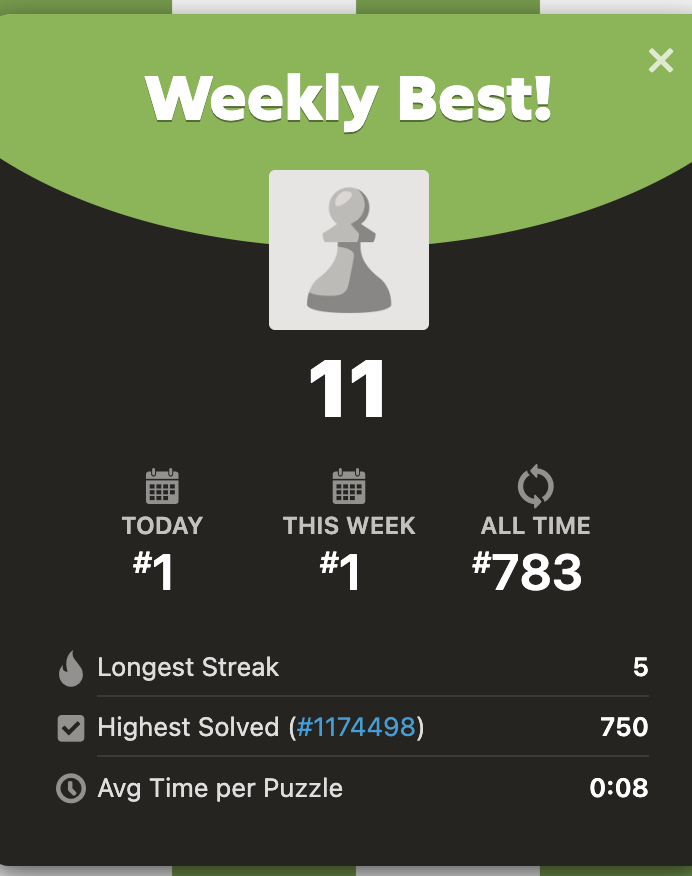 Weekly Best!
11
TODAY THIS WEEK ALL TIME
#1 #1 #783
Longest Streak 5
Highest Solved (#1174498) 750
Avg Time per Puzzle 0:08